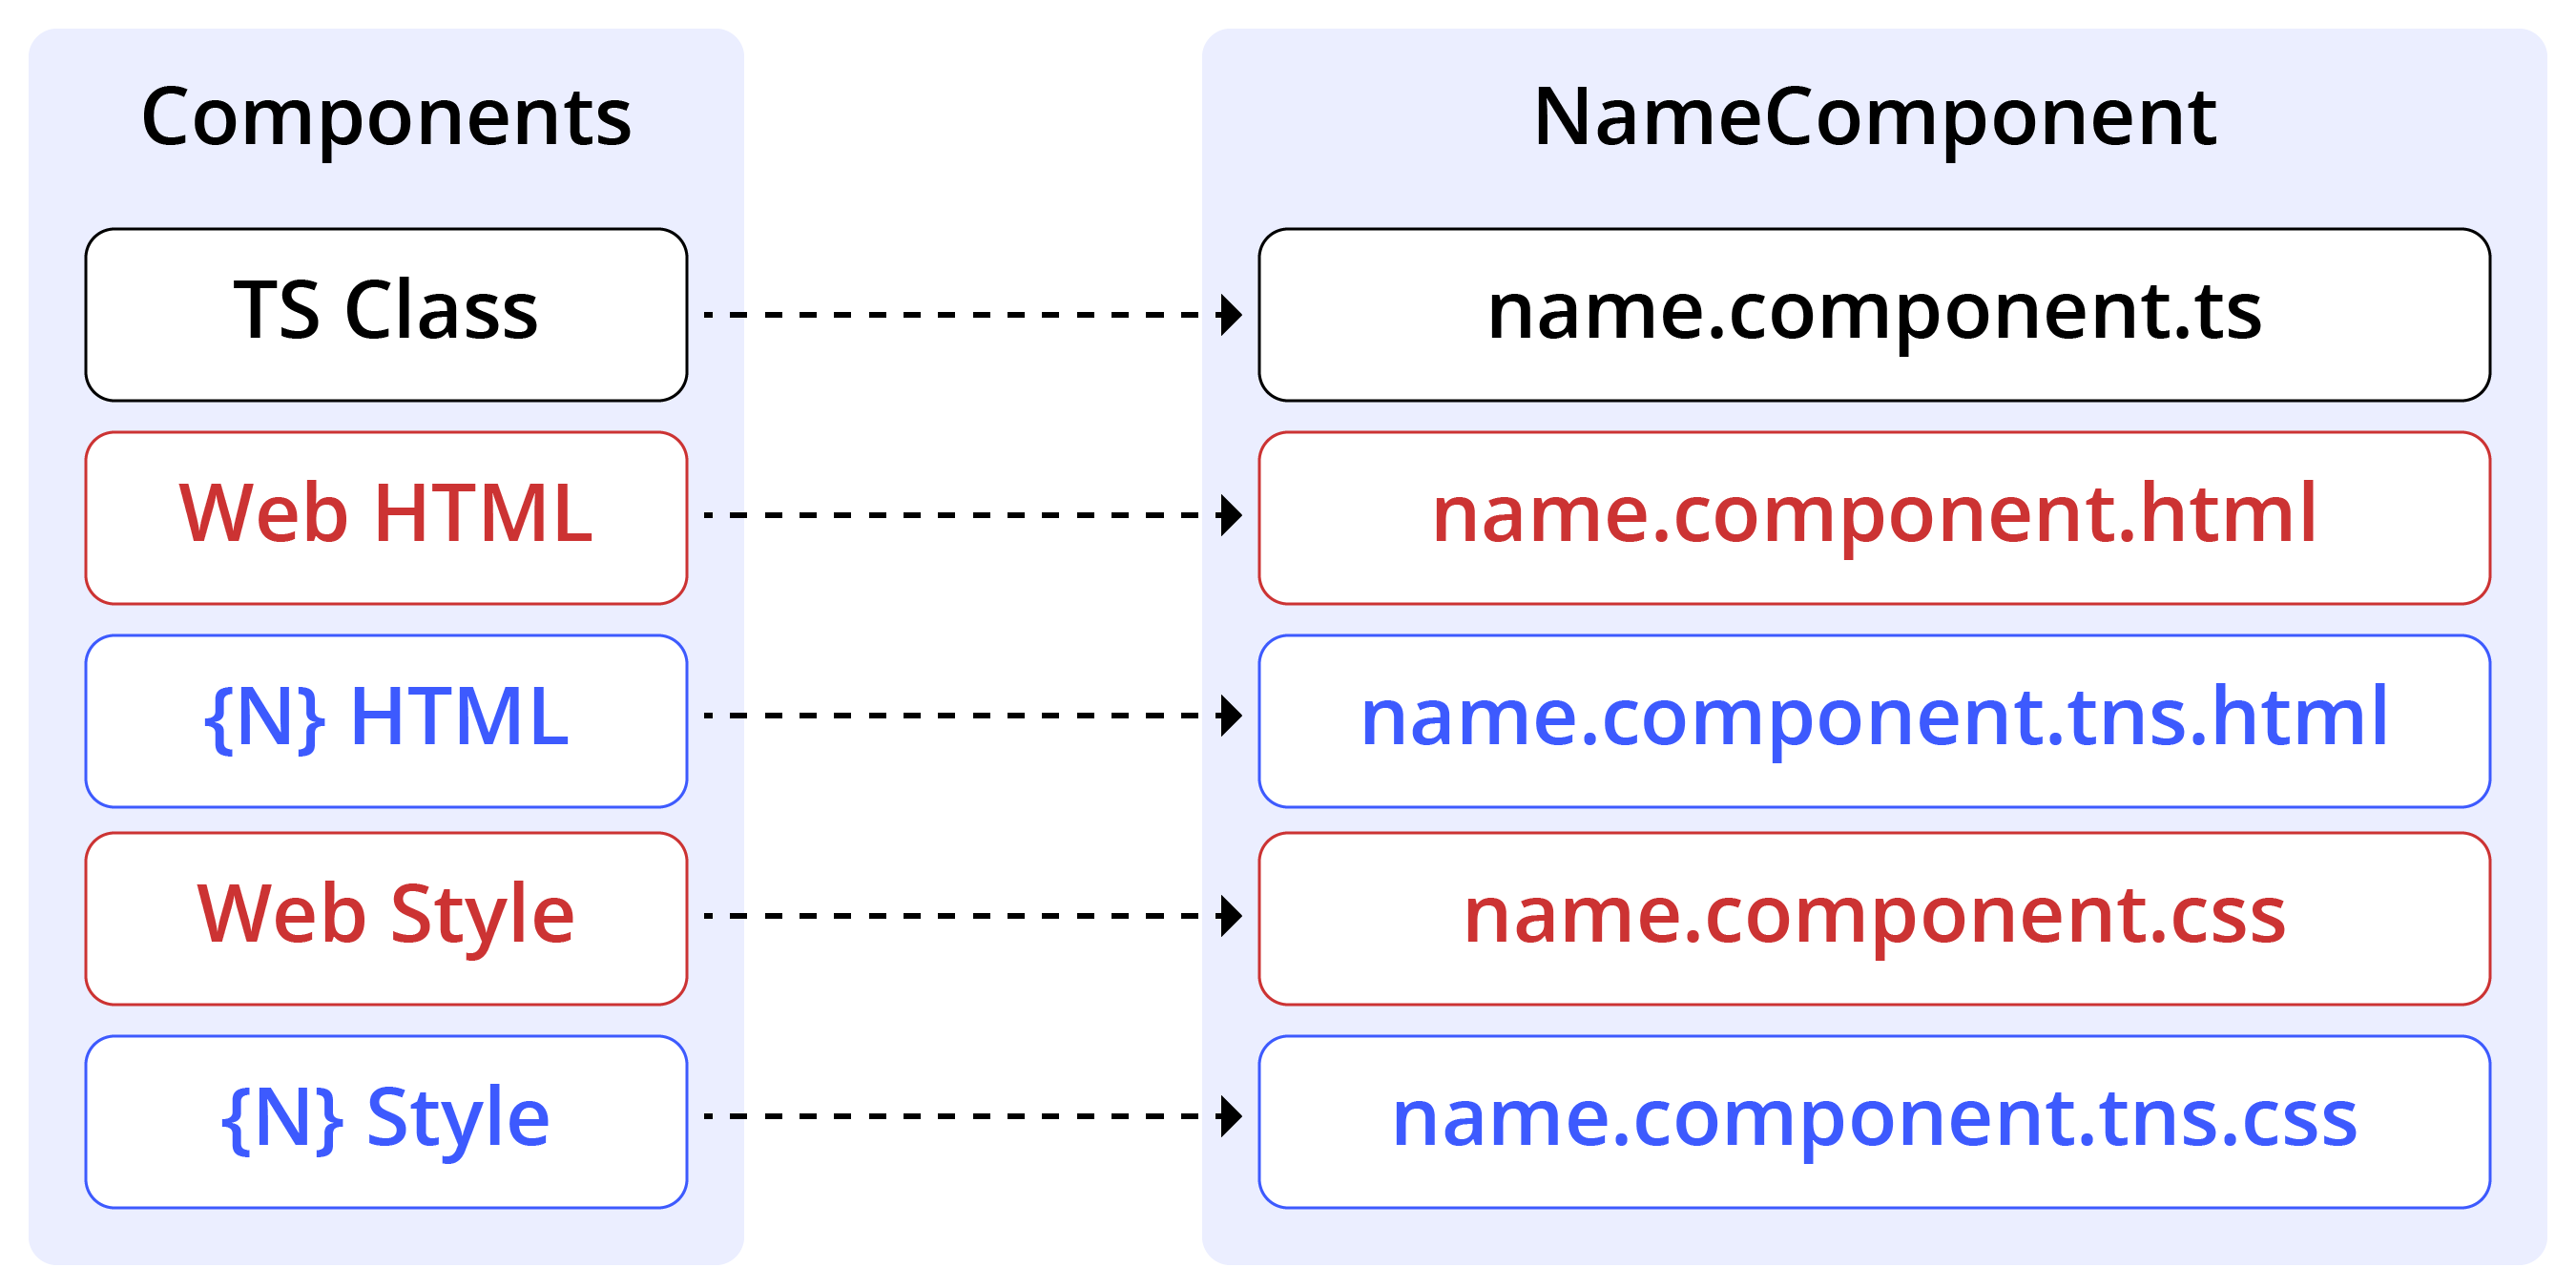 Components
NameComponent
TS Class
name.component.ts
Web HTML
name.component.html
{N} HTML
name.component.tns.html
Web Style
name.component.css
{N} Style
name.component.tns.css